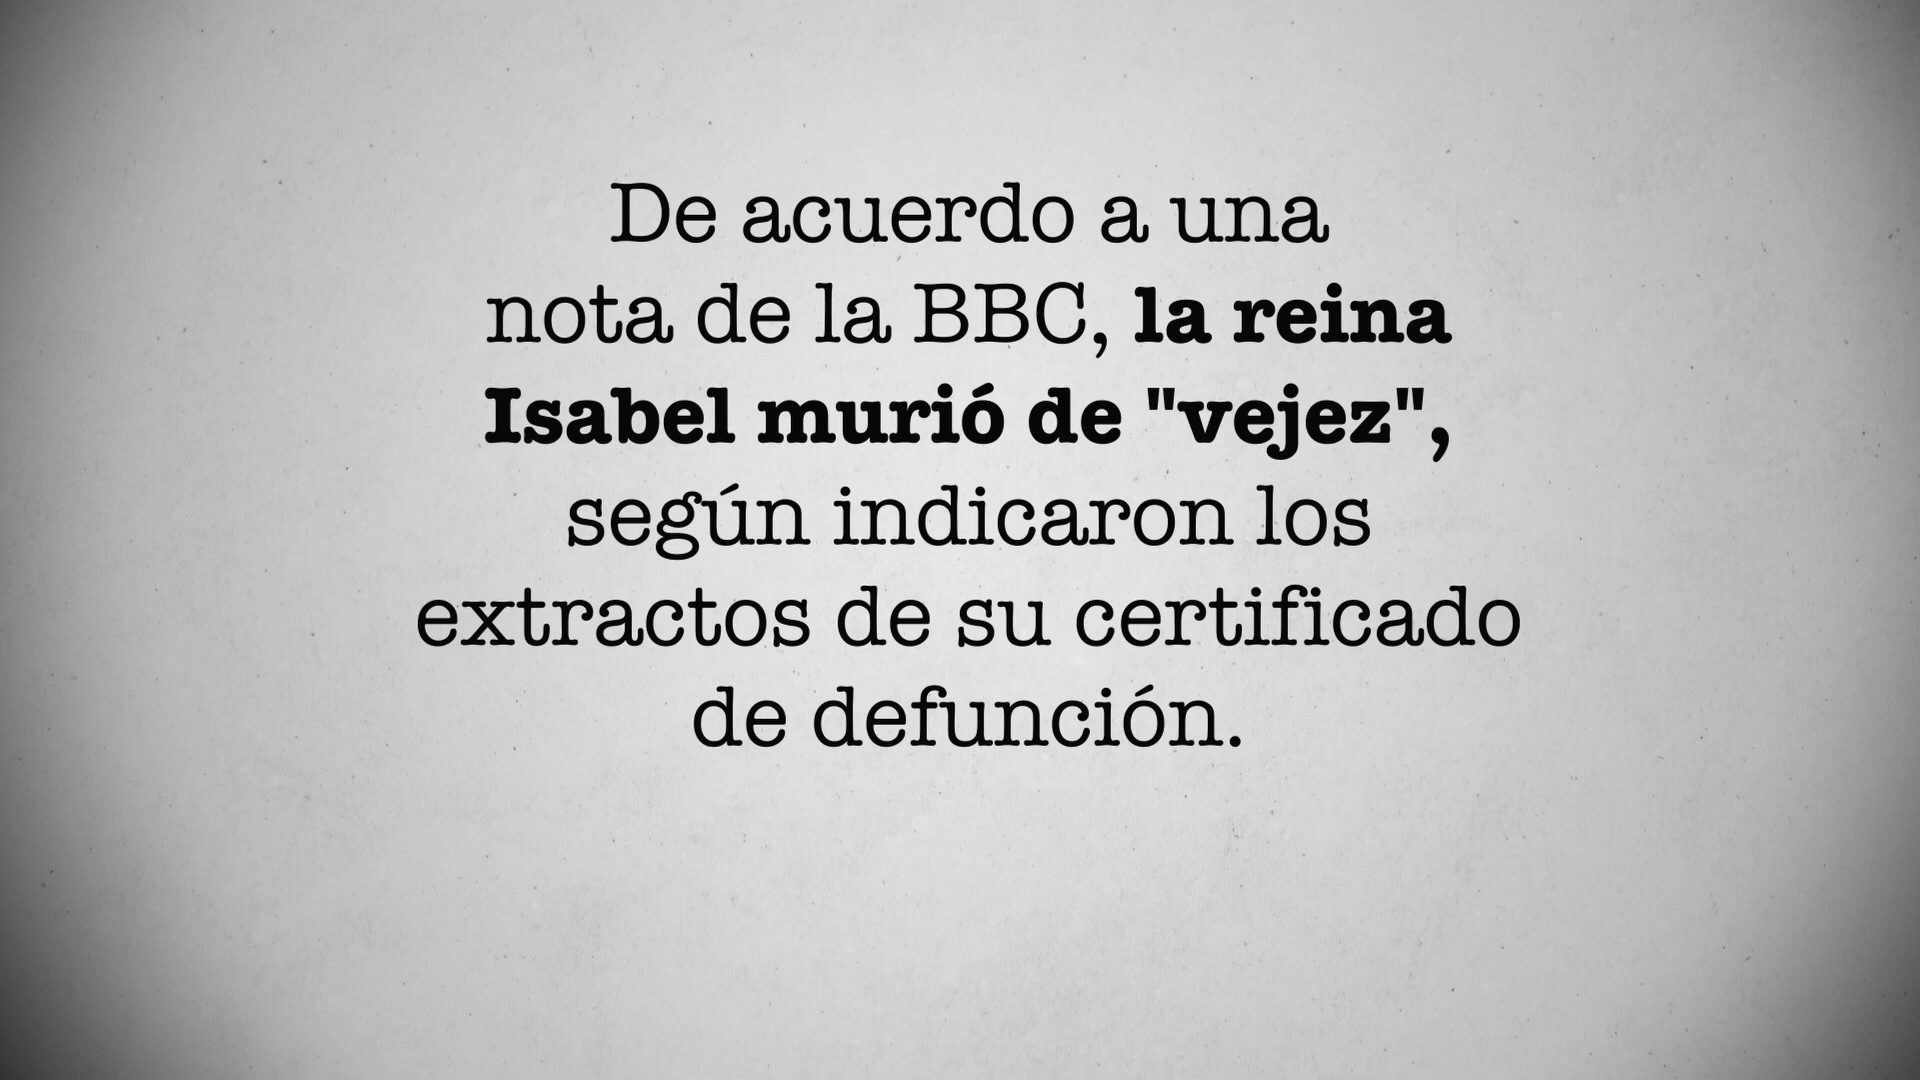 De acuerdo a una
nota de la BBC, la reina
Isabel murió de "vejez",
según indicaron los
extractos de su certificado
de defunción.